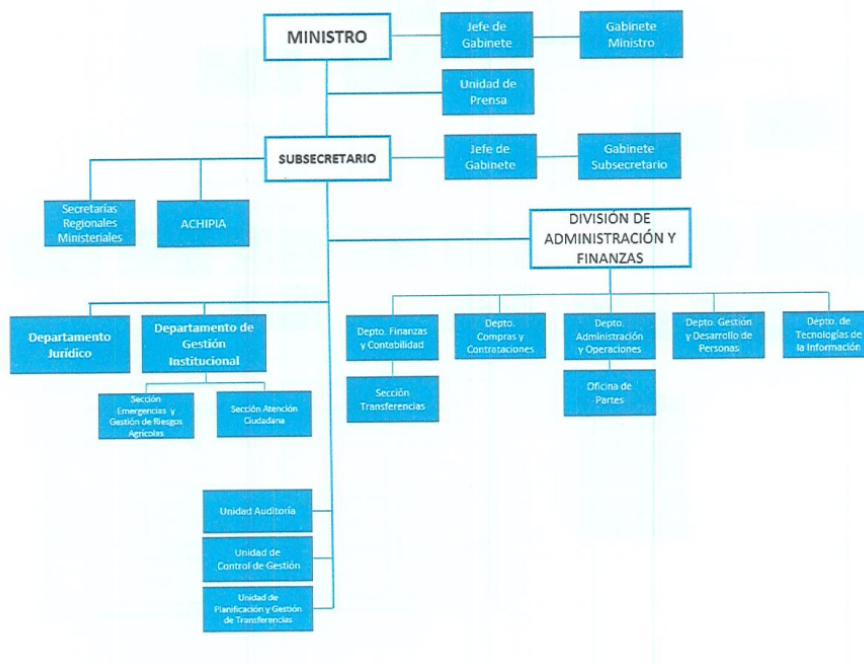 MINISTRO
Jefe de
Gabinete
Gabinete
Ministro
Unidad de
Prensa
SUBSECRETARIO
Jefe de
Gabinete
Gabinete
Subsecretario
Secretarías
Regionales
Ministeriales
ACHIPIA
DIVISIÓN DE
ADMINISTRACIÓN Y
FINANZAS
Departamento
Jurídico
Departamento de
Gestión
Institucional
Depto. Finanzas
y Contabilidad
Depto.
Compras y
Contrataciones
Depto.
Administración
y Operaciones
Depto. Gestión
y Desarrollo de
Personas
Depto. de
Tecnologías de
la Información
Sección
Emergencias y
Gestión de Riesgos
Agrícolas
Sección Atención
Ciudadana
Sección
Transferencias
Oficina de
Partes
Unidad Auditoría
Unidad de
Control de Gestión
Unidad de
Planificación y Gestión
de Transferencias